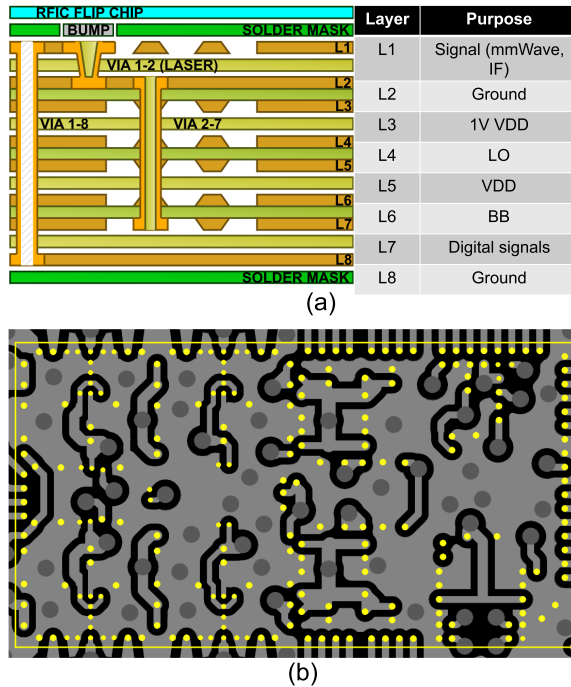 RFIC FLIP CHIP
BUMP
SOLDER MASK
L1
VIA 1-2 (LASER)
L2
L3
VIA 1-8
VIA 2-7
L4
L5
L6
L7
L8
SOLDER MASK
Layer Purpose
L1 Signal (mmWave,
IF)
L2 Ground
L3 1V VDD
L4 LO
L5 VDD
L6 BB
L7 Digital signals
L8 Ground
(a)
(b)